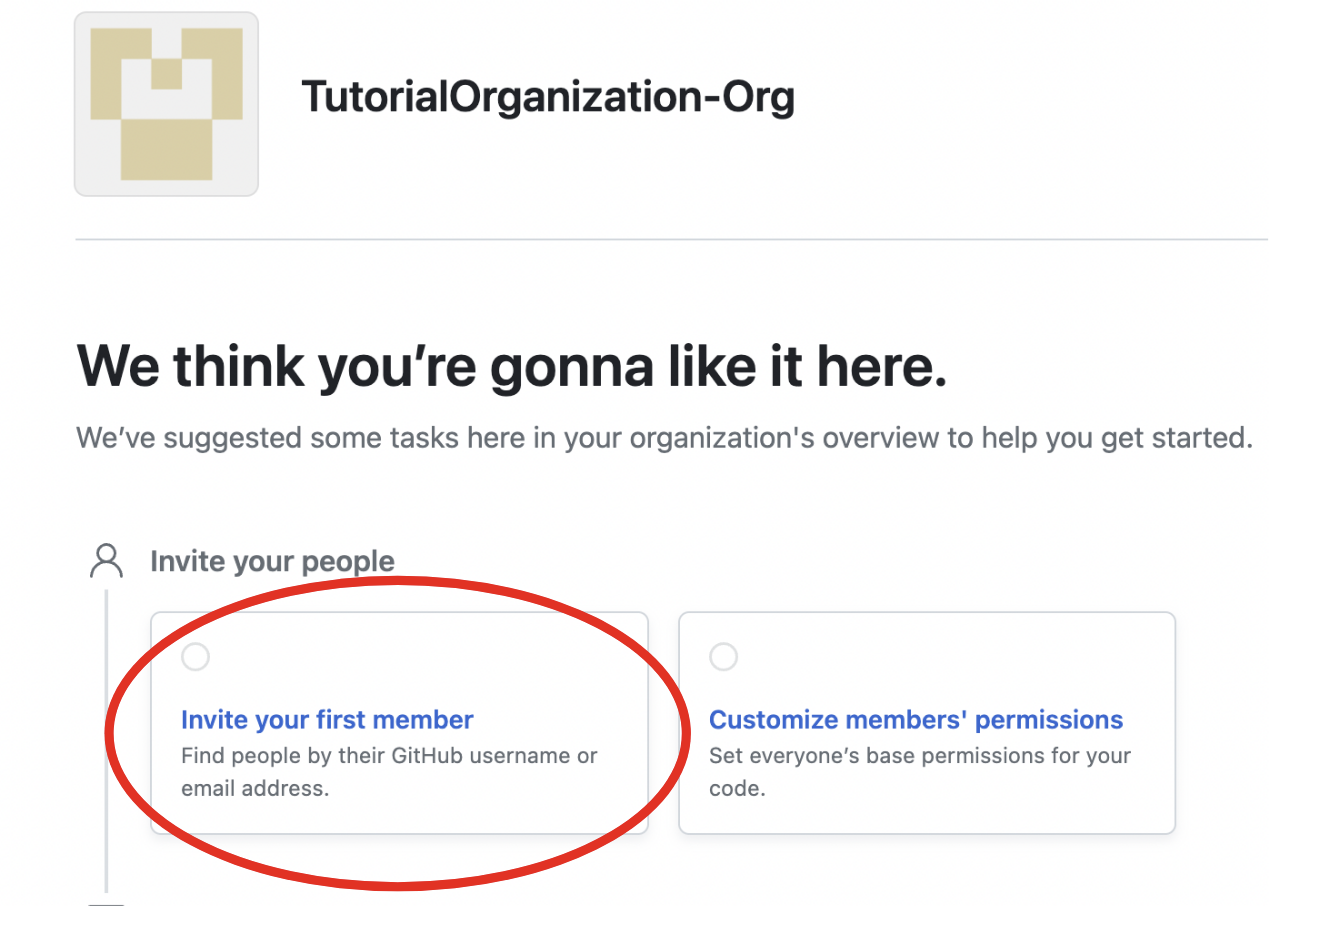 TutorialOrganization-Org
We think you’re gonna like it here.
We’ve suggested some tasks here in your organization's overview to help you get started.
Invite your people
Invite your first member
Find people by their GitHub username or
email address.
Customize members' permissions
Set everyone’s base permissions for your
code.